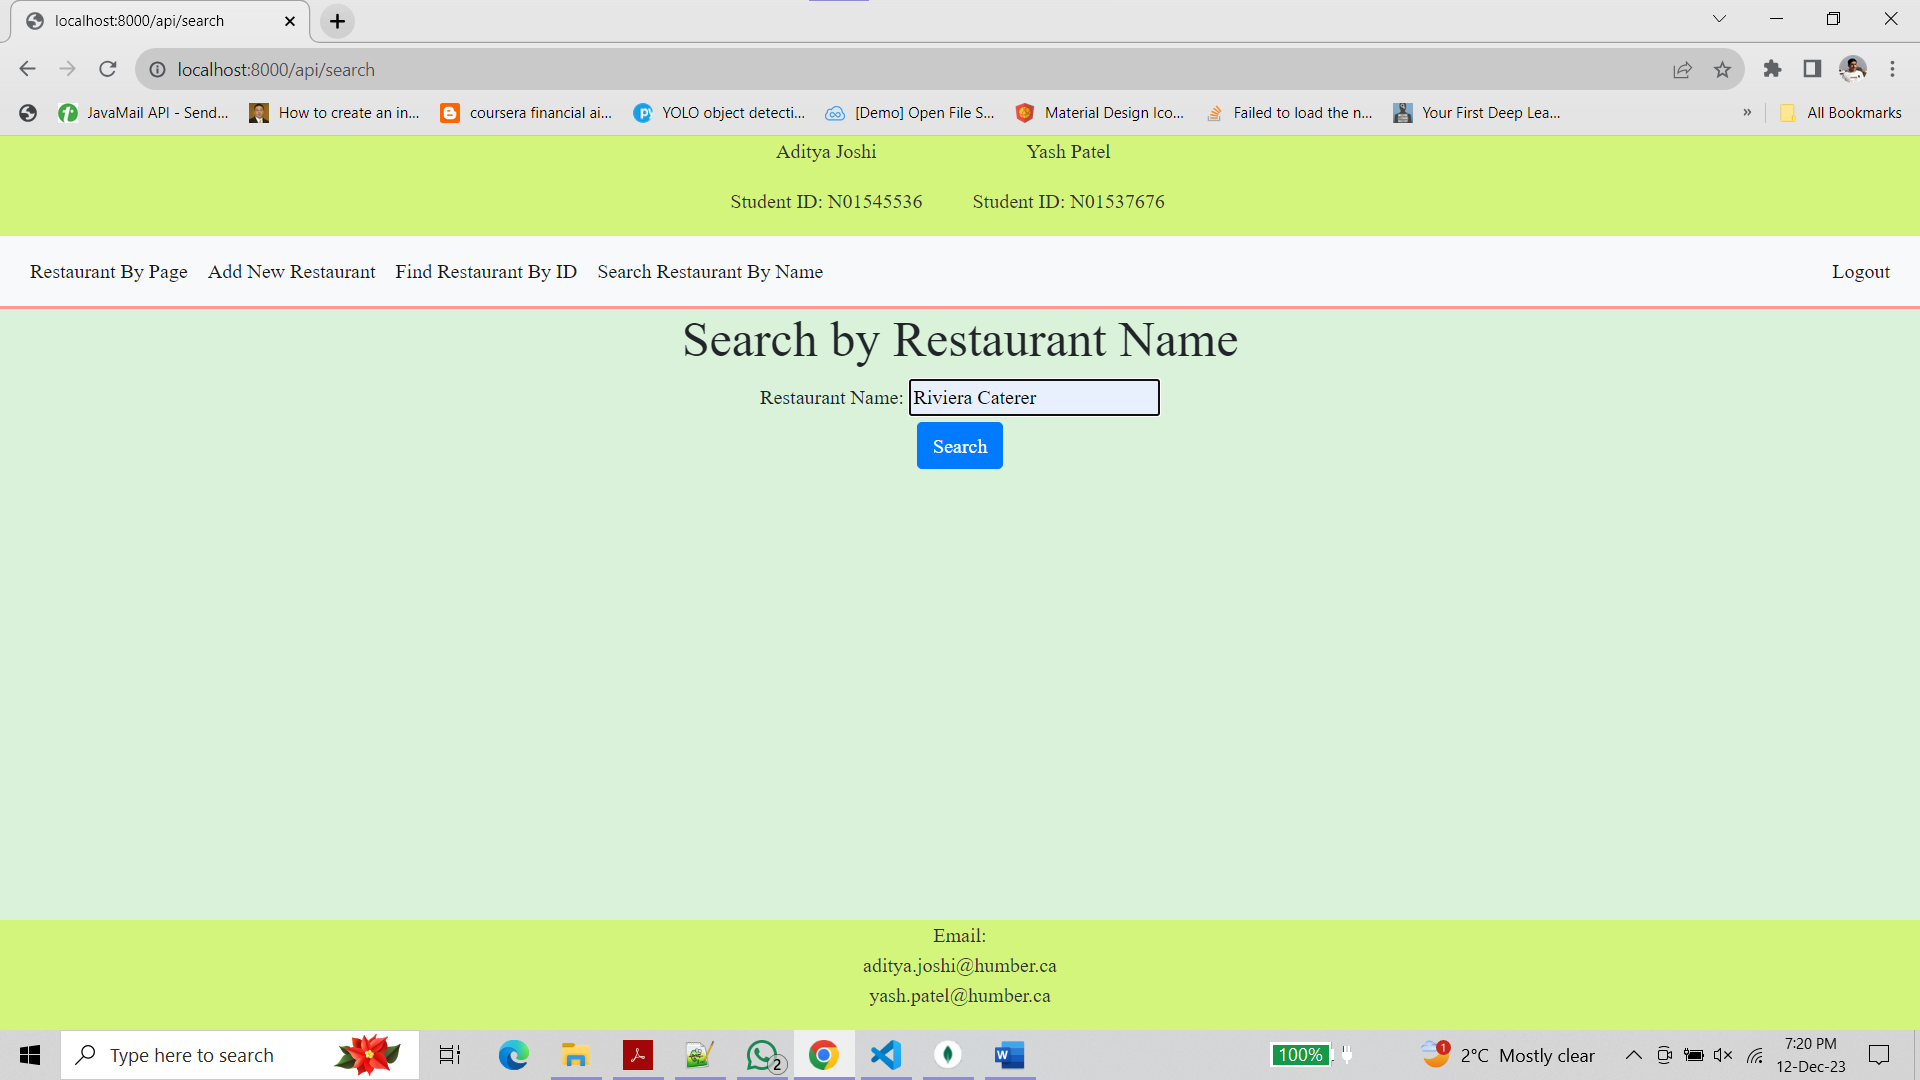 localhost:8000/api/search
localhost:8000/api/search
JavaMail API - Send... How to create an in... coursera financial ai... YOLO object detecti... [Demo] Open File S... Material Design Ico... Failed to load the n... Your First Deep Lea... » All Bookmarks
Aditya Joshi Yash Patel
Student ID: N01545536 Student ID: N01537676
Restaurant By Page Add New Restaurant Find Restaurant By ID Search Restaurant By Name Logout
Search by Restaurant Name
Restaurant Name: Riviera Caterer
Search
Email:
aditya.joshi@humber.ca
yash.patel@humber.ca
Type here to search 2 100% 1 2°C Mostly clear 7:20 PM
12-Dec-23